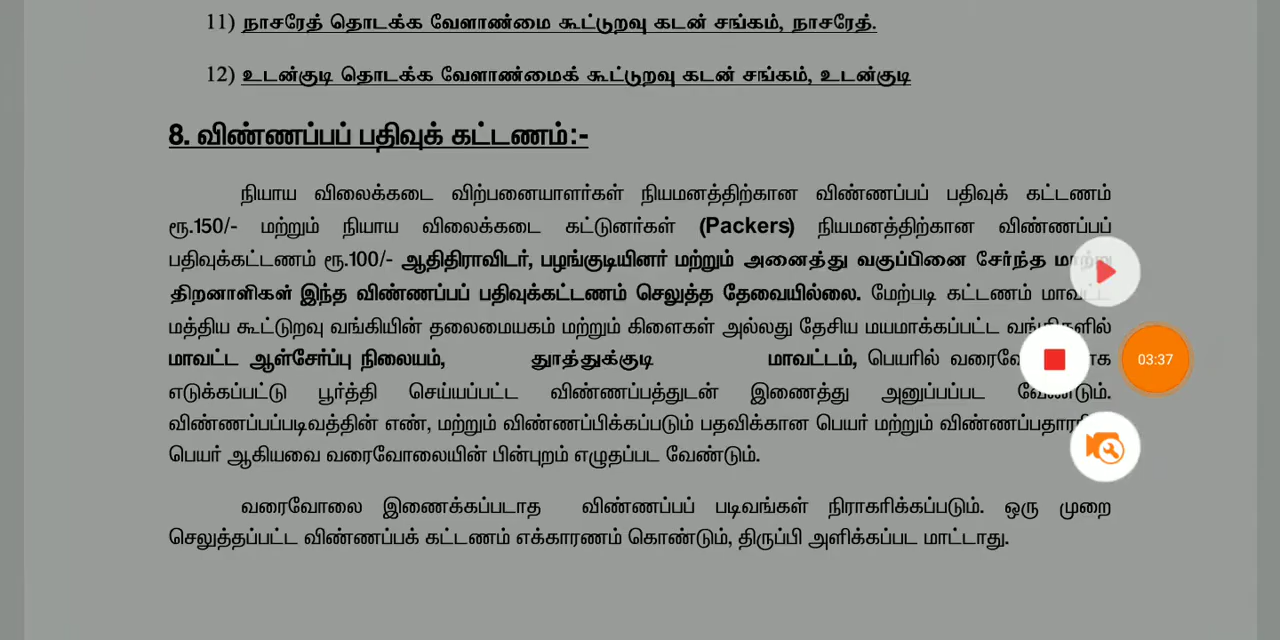 11) நாசரேத் தொடக்க வேளாண்மை கூட்டுறவு கடன் சங்கம், நாசரேத்.
12) உடன்குடி தொடக்க வேளாண்மைக் கூட்டுறவு கடன் சங்கம், உடன்குடி
8. விண்ணப்பப் பதிவுக் கட்டணம்:-
நியாய விலைக்கடை விற்பனையாளர்கள் நியமனத்திற்கான விண்ணப்பப் பதிவுக் கட்டணம்
ரூ.150/- மற்றும் நியாய விலைக்கடை கட்டுனர்கள் (Packers) நியமனத்திற்கான விண்ணப்பப்
பதிவுக்கட்டணம் ரூ.100/- ஆதிதிராவிடர், பழங்குடியினர் மற்றும் அனைத்து வகுப்பினை சேர்ந்த மாற்று
திறனாளிகள் இந்த விண்ணப்பப் பதிவுக்கட்டணம் செலுத்த தேவையில்லை. மேற்படி கட்டணம் மாவட்ட
மத்திய கூட்டுறவு வங்கியின் தலைமையகம் மற்றும் கிளைகள் அல்லது தேசிய மயமாக்கப்பட்ட வங்கிகளில்
மாவட்ட ஆள்சேர்ப்பு நிலையம், தூத்துக்குடி மாவட்டம், பெயரில்
எடுக்கப்பட்டு பூர்த்தி செய்யப்பட்ட விண்ணப்பத்துடன் இணைத்து அனுப்பப்பட வேண்டும்.
விண்ணப்பப்படிவத்தின் எண், மற்றும் விண்ணப்பிக்கப்படும் பதவிக்கான பெயர் மற்றும்
பெயர் ஆகியவை வரைவோலையின் பின்புறம் எழுதப்பட வேண்டும்.
வரைவோலை இணைக்கப்படாத விண்ணப்பப் படிவங்கள் நிராகரிக்கப்படும். ஒரு முறை
செலுத்தப்பட்ட விண்ணப்பக் கட்டணம் எக்காரணம் கொண்டும், திருப்பி அளிக்கப்பட மாட்டாது.
03:37